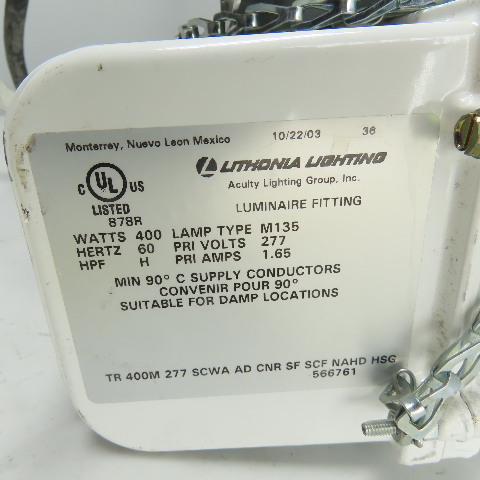 Monterrey, Nuevo Leon Mexico 10/22/03 36
LITHONIA LIGHTING
Acuity Lighting Group, Inc.
C UL US
LISTED
878R
LUMINAIRE FITTING
WATTS 400 LAMP TYPE M135
HERTZ 60 PRI VOLTS 277
HPF H PRI AMPS 1.65
MIN 90° C SUPPLY CONDUCTORS
CONVENIR POUR 90°
SUITABLE FOR DAMP LOCATIONS
TR 400M 277 SCWA AD CNR SF SCF NAHD HSG
566761